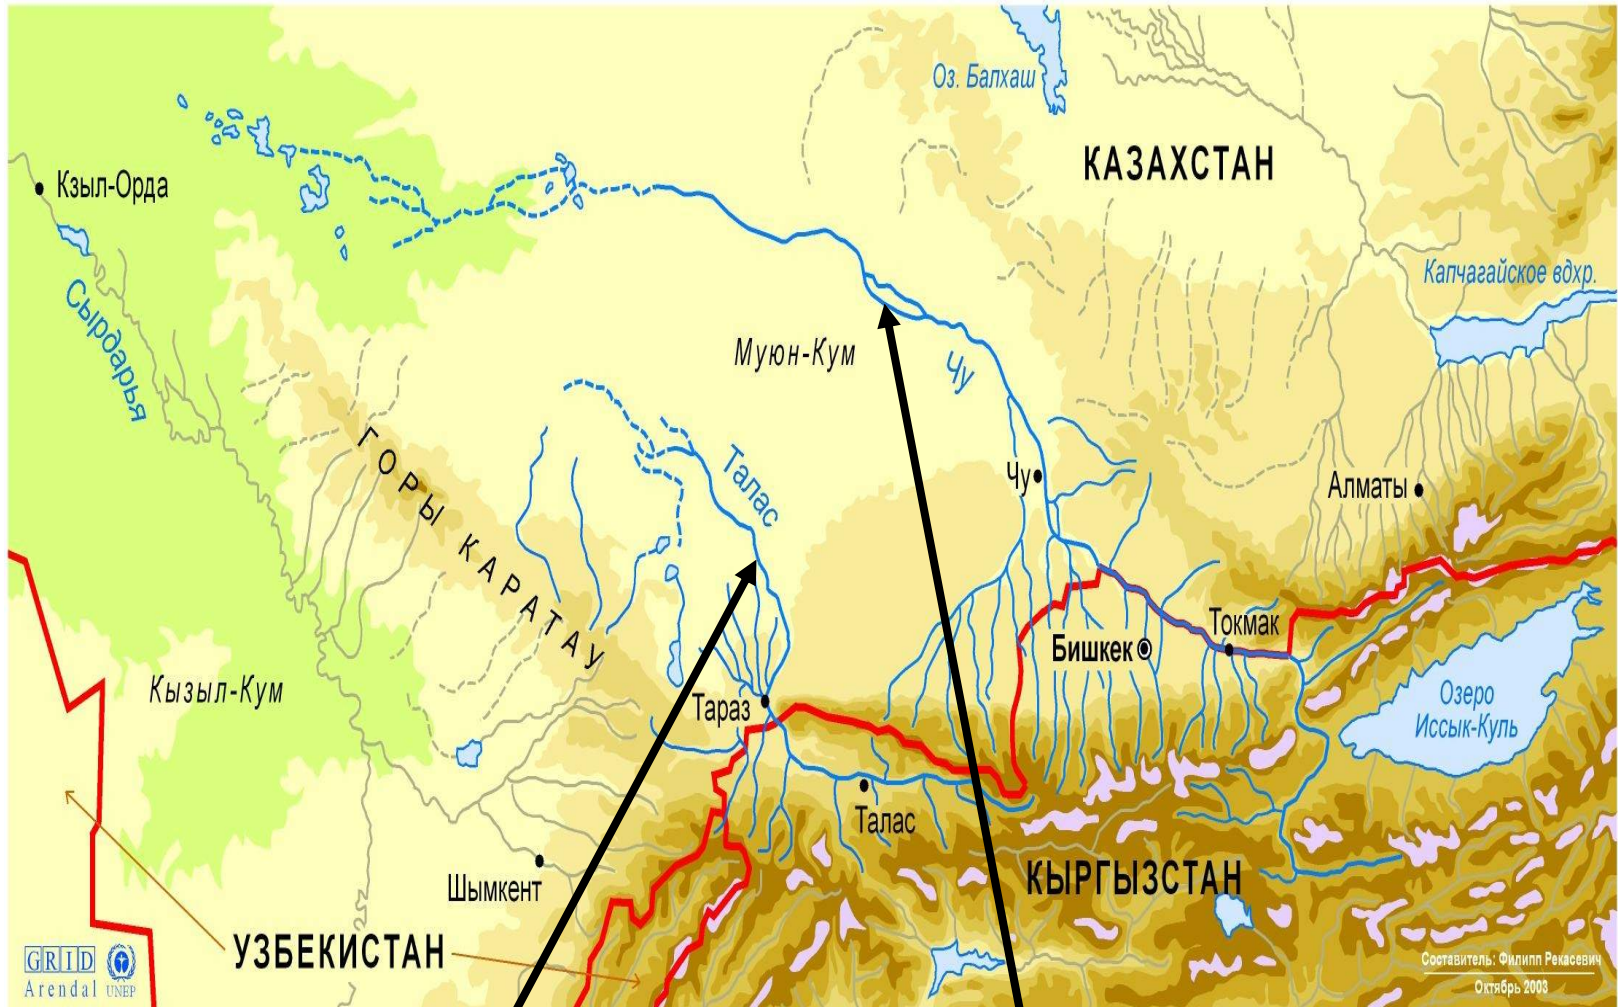 Оз. Балхаш
КАЗАХСТАН
Кзыл-Орда
Капчагайское вдхр.
Сырдарья
Муюн-Кум
Чу
ГОРЫ КАРАТАУ
Талас
Чу
Алматы
Токмак
Бишкек
Кызыл-Кум
Тараз
Озеро
Иссык-Куль
Талас
Шымкент
КЫРГЫЗСТАН
УЗБЕКИСТАН
GRID
Arendal UNEP
Составитель: Филипп Рекасевич
Октябрь 2003